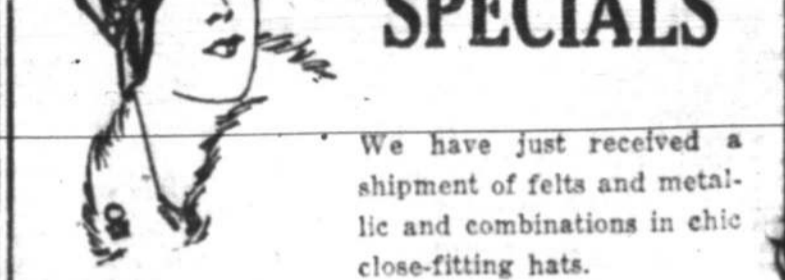 SPECIALS
We have just received a
shipment of felts and metal-
lic and combinations in chic
close-fitting hats.